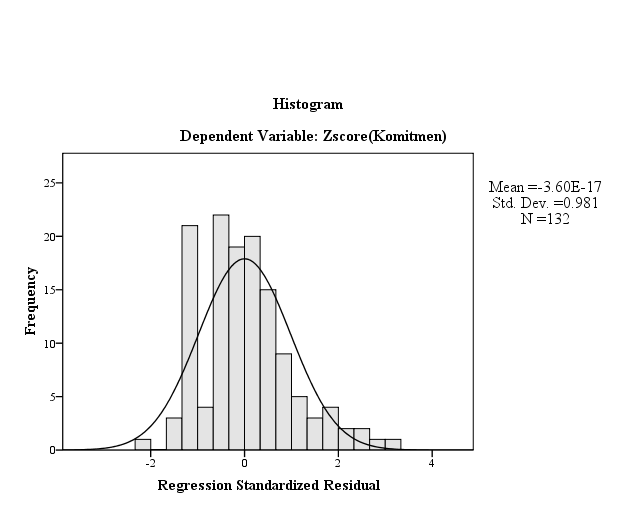 Histogram
Dependent Variable: Zscore(Komitmen)
Mean =-3.60E-17
Std. Dev. =0.981
N =132
25
20
15
10
5
0
Frequency
-2 0 2 4
Regression Standardized Residual